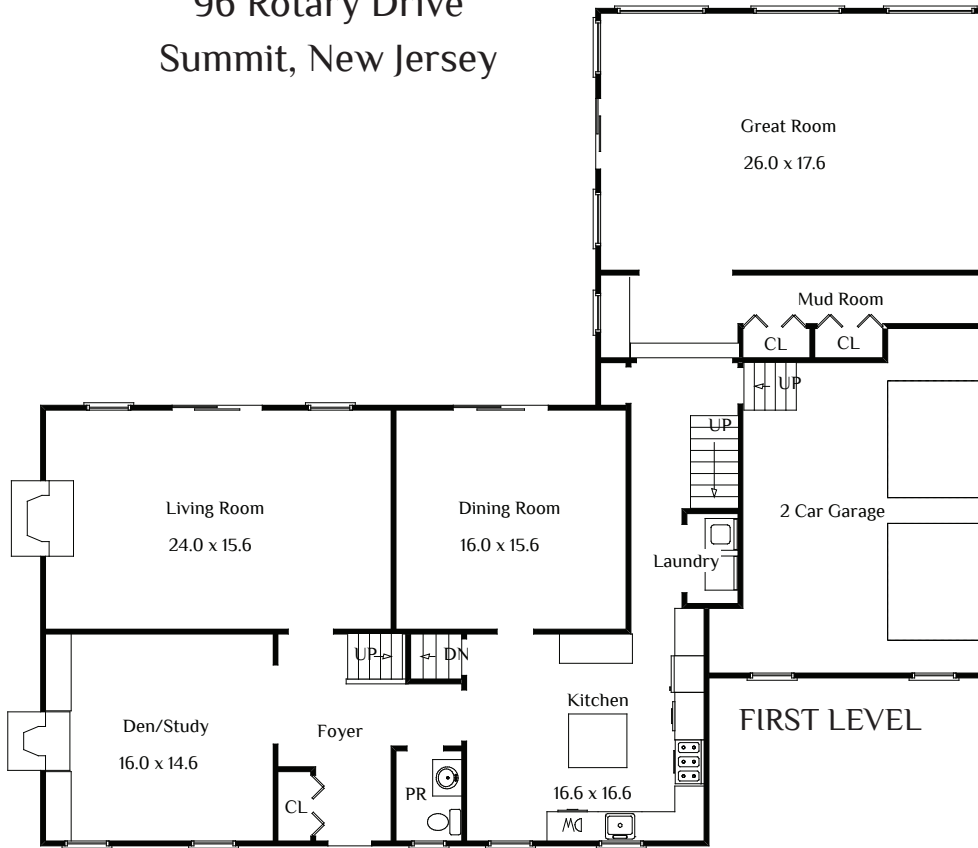 96 Rotary Drive
Summit, New Jersey
Great Room
26.0 x 17.6
Mud Room
CL
CL
UP
UP
Living Room
24.0 x 15.6
Dining Room
16.0 x 15.6
2 Car Garage
Laundry
UP
DN
Den/Study
16.0 x 14.6
Foyer
Kitchen
16.6 x 16.6
FIRST LEVEL
CL
PR
DW